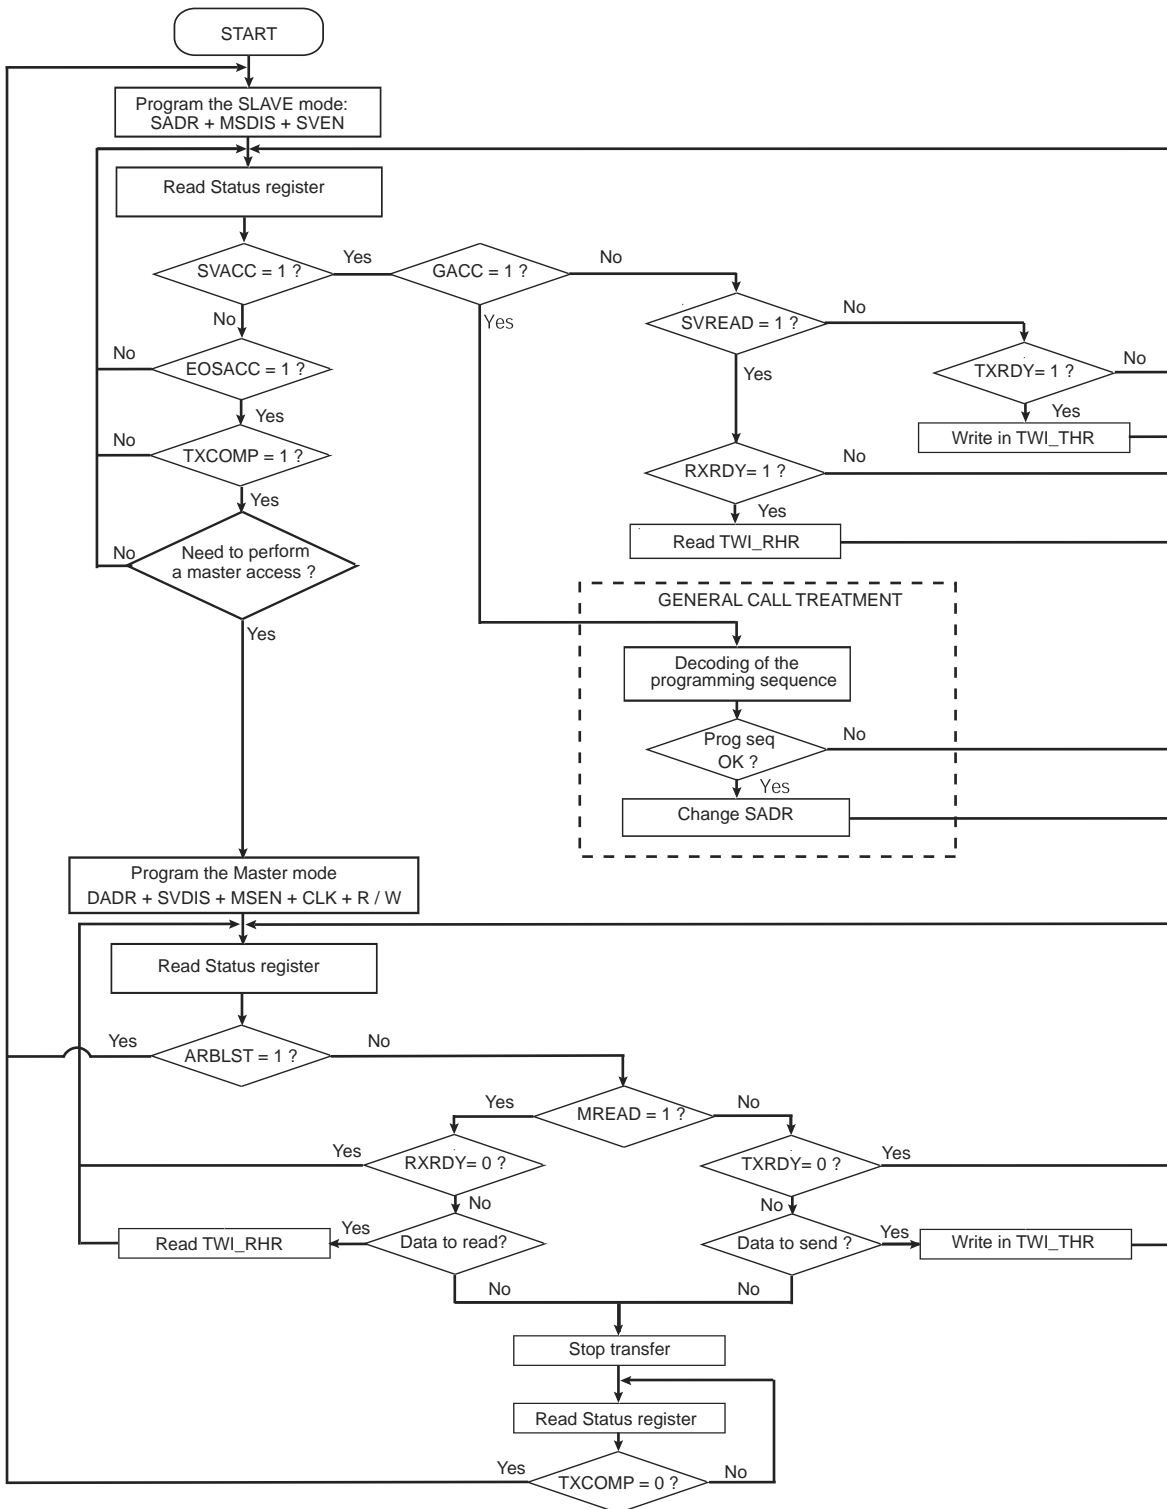 START
Program the SLAVE mode:
SADR + MSDIS + SVEN
Read Status register
SVACC = 1 ?
Yes
GACC = 1 ?
No
No
Yes
SVREAD = 1 ?
No
No
EOSACC = 1 ?
Yes
TXRDY= 1 ?
No
Yes
Yes
Write in TWI_THR
No
TXCOMP = 1 ?
RXRDY= 1 ?
No
Yes
Yes
Read TWI_RHR
No
Need to perform
a master access ?
GENERAL CALL TREATMENT
Yes
Decoding of the
programming sequence
Prog seq
OK ?
No
Yes
Change SADR
Program the Master mode
DADR + SVDIS + MSEN + CLK + R / W
Read Status register
Yes
ARBLST = 1 ?
No
Yes
MREAD = 1 ?
No
Yes
RXRDY= 0 ?
TXRDY= 0 ?
Yes
No
No
Read TWI_RHR
Yes
Data to read?
Data to send ?
Yes
Write in TWI_THR
No
No
Stop transfer
Read Status register
Yes
TXCOMP = 0 ?
No